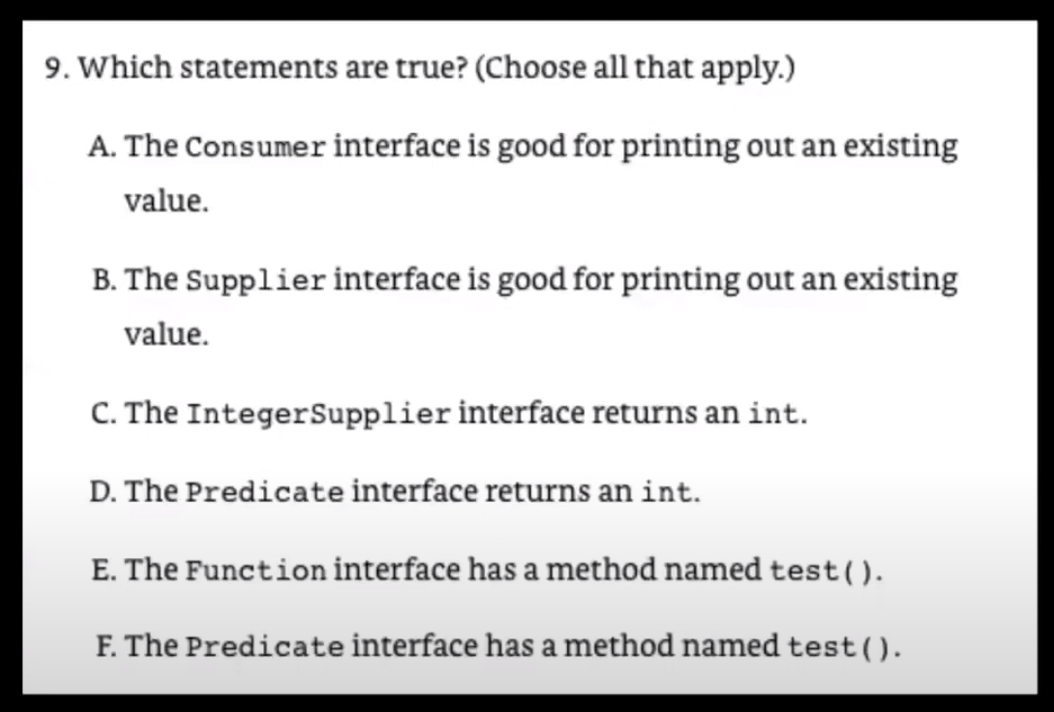 9. Which statements are true? (Choose all that apply.)
A. The Consumer interface is good for printing out an existing
value.
B. The Supplier interface is good for printing out an existing
value.
C. The IntegerSupplier interface returns an int.
D. The Predicate interface returns an int.
E. The Function interface has a method named test().
F. The Predicate interface has a method named test().